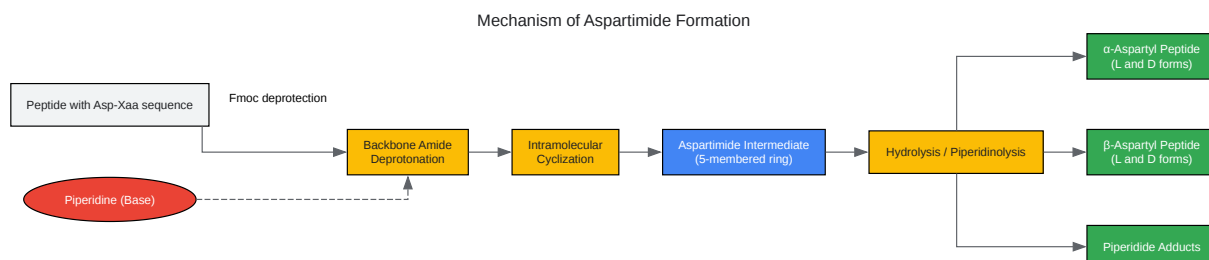 Mechanism of Aspartimide Formation
Peptide with Asp-Xaa sequence
Fmoc deprotection
Piperidine (Base)
Backbone Amide
Deprotonation
Intramolecular
Cyclization
Aspartimide Intermediate
(5-membered ring)
Hydrolysis / Piperidinolysis
α-Aspartyl Peptide
(L and D forms)
β-Aspartyl Peptide
(L and D forms)
Piperidide Adducts